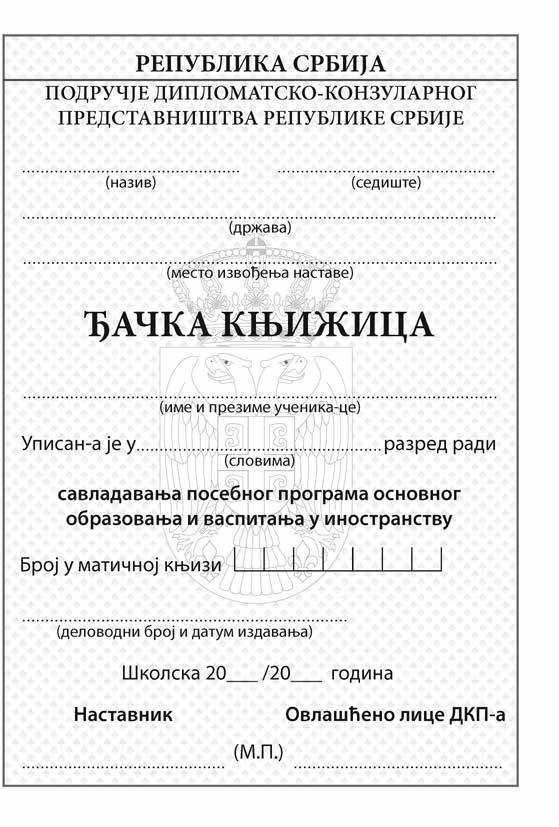 РЕПУБЛИКА СРБИЈА
ПОДРУЧЈЕ ДИПЛОМАТСКО-КОНЗУЛАРНОГ
ПРЕДСТАВНИШТВА РЕПУБЛИКЕ СРБИЈЕ
(назив) (седиште)
(држава)
(место извођења наставе)
ЂАЧКА КЊИЖИЦА
(име и презиме ученика-це)
Уписан-а је у................................................разред ради
(словима)
савладавања посебног програма основног
образовања и васпитања у иностранству
Број у матичној књизи
(деловодни број и датум издавања)
Школска 20___ /20___ година
Наставник Овлашћено лице ДКП-а
(М.П.)